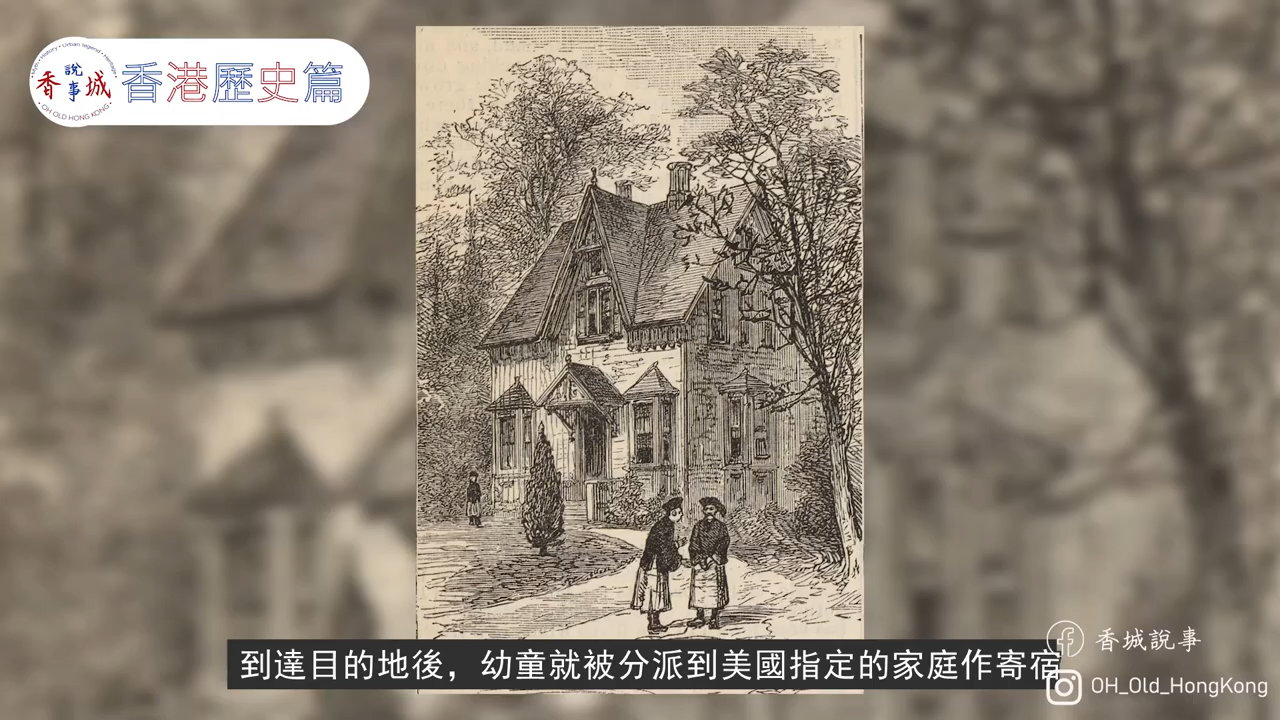 香城說事
OH OLD HONG KONG
香港歷史篇
到達目的地後，幼童就被分派到美國指定的家庭作寄宿
香城說事
OH_Old_HongKong